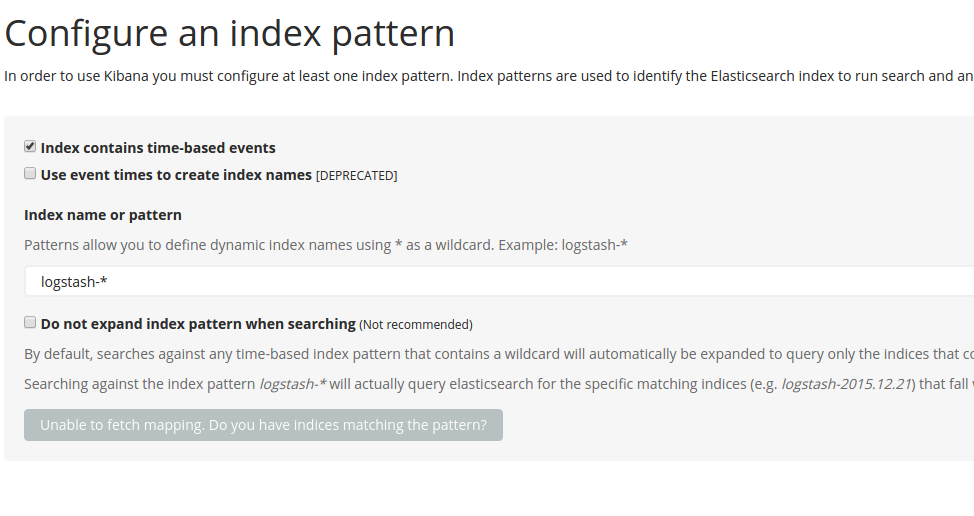 Configure an index pattern
In order to use Kibana you must configure at least one index pattern. Index patterns are used to identify the Elasticsearch index to run search and an
Index contains time-based events
Use event times to create index names [DEPRECATED]
Index name or pattern
Patterns allow you to define dynamic index names using * as a wildcard. Example: logstash-*
logstash-*
Do not expand index pattern when searching (Not recommended)
By default, searches against any time-based index pattern that contains a wildcard will automatically be expanded to query only the indices that co
Searching against the index pattern logstash-* will actually query elasticsearch for the specific matching indices (e.g. logstash-2015.12.21) that fall
Unable to fetch mapping. Do you have indices matching the pattern?